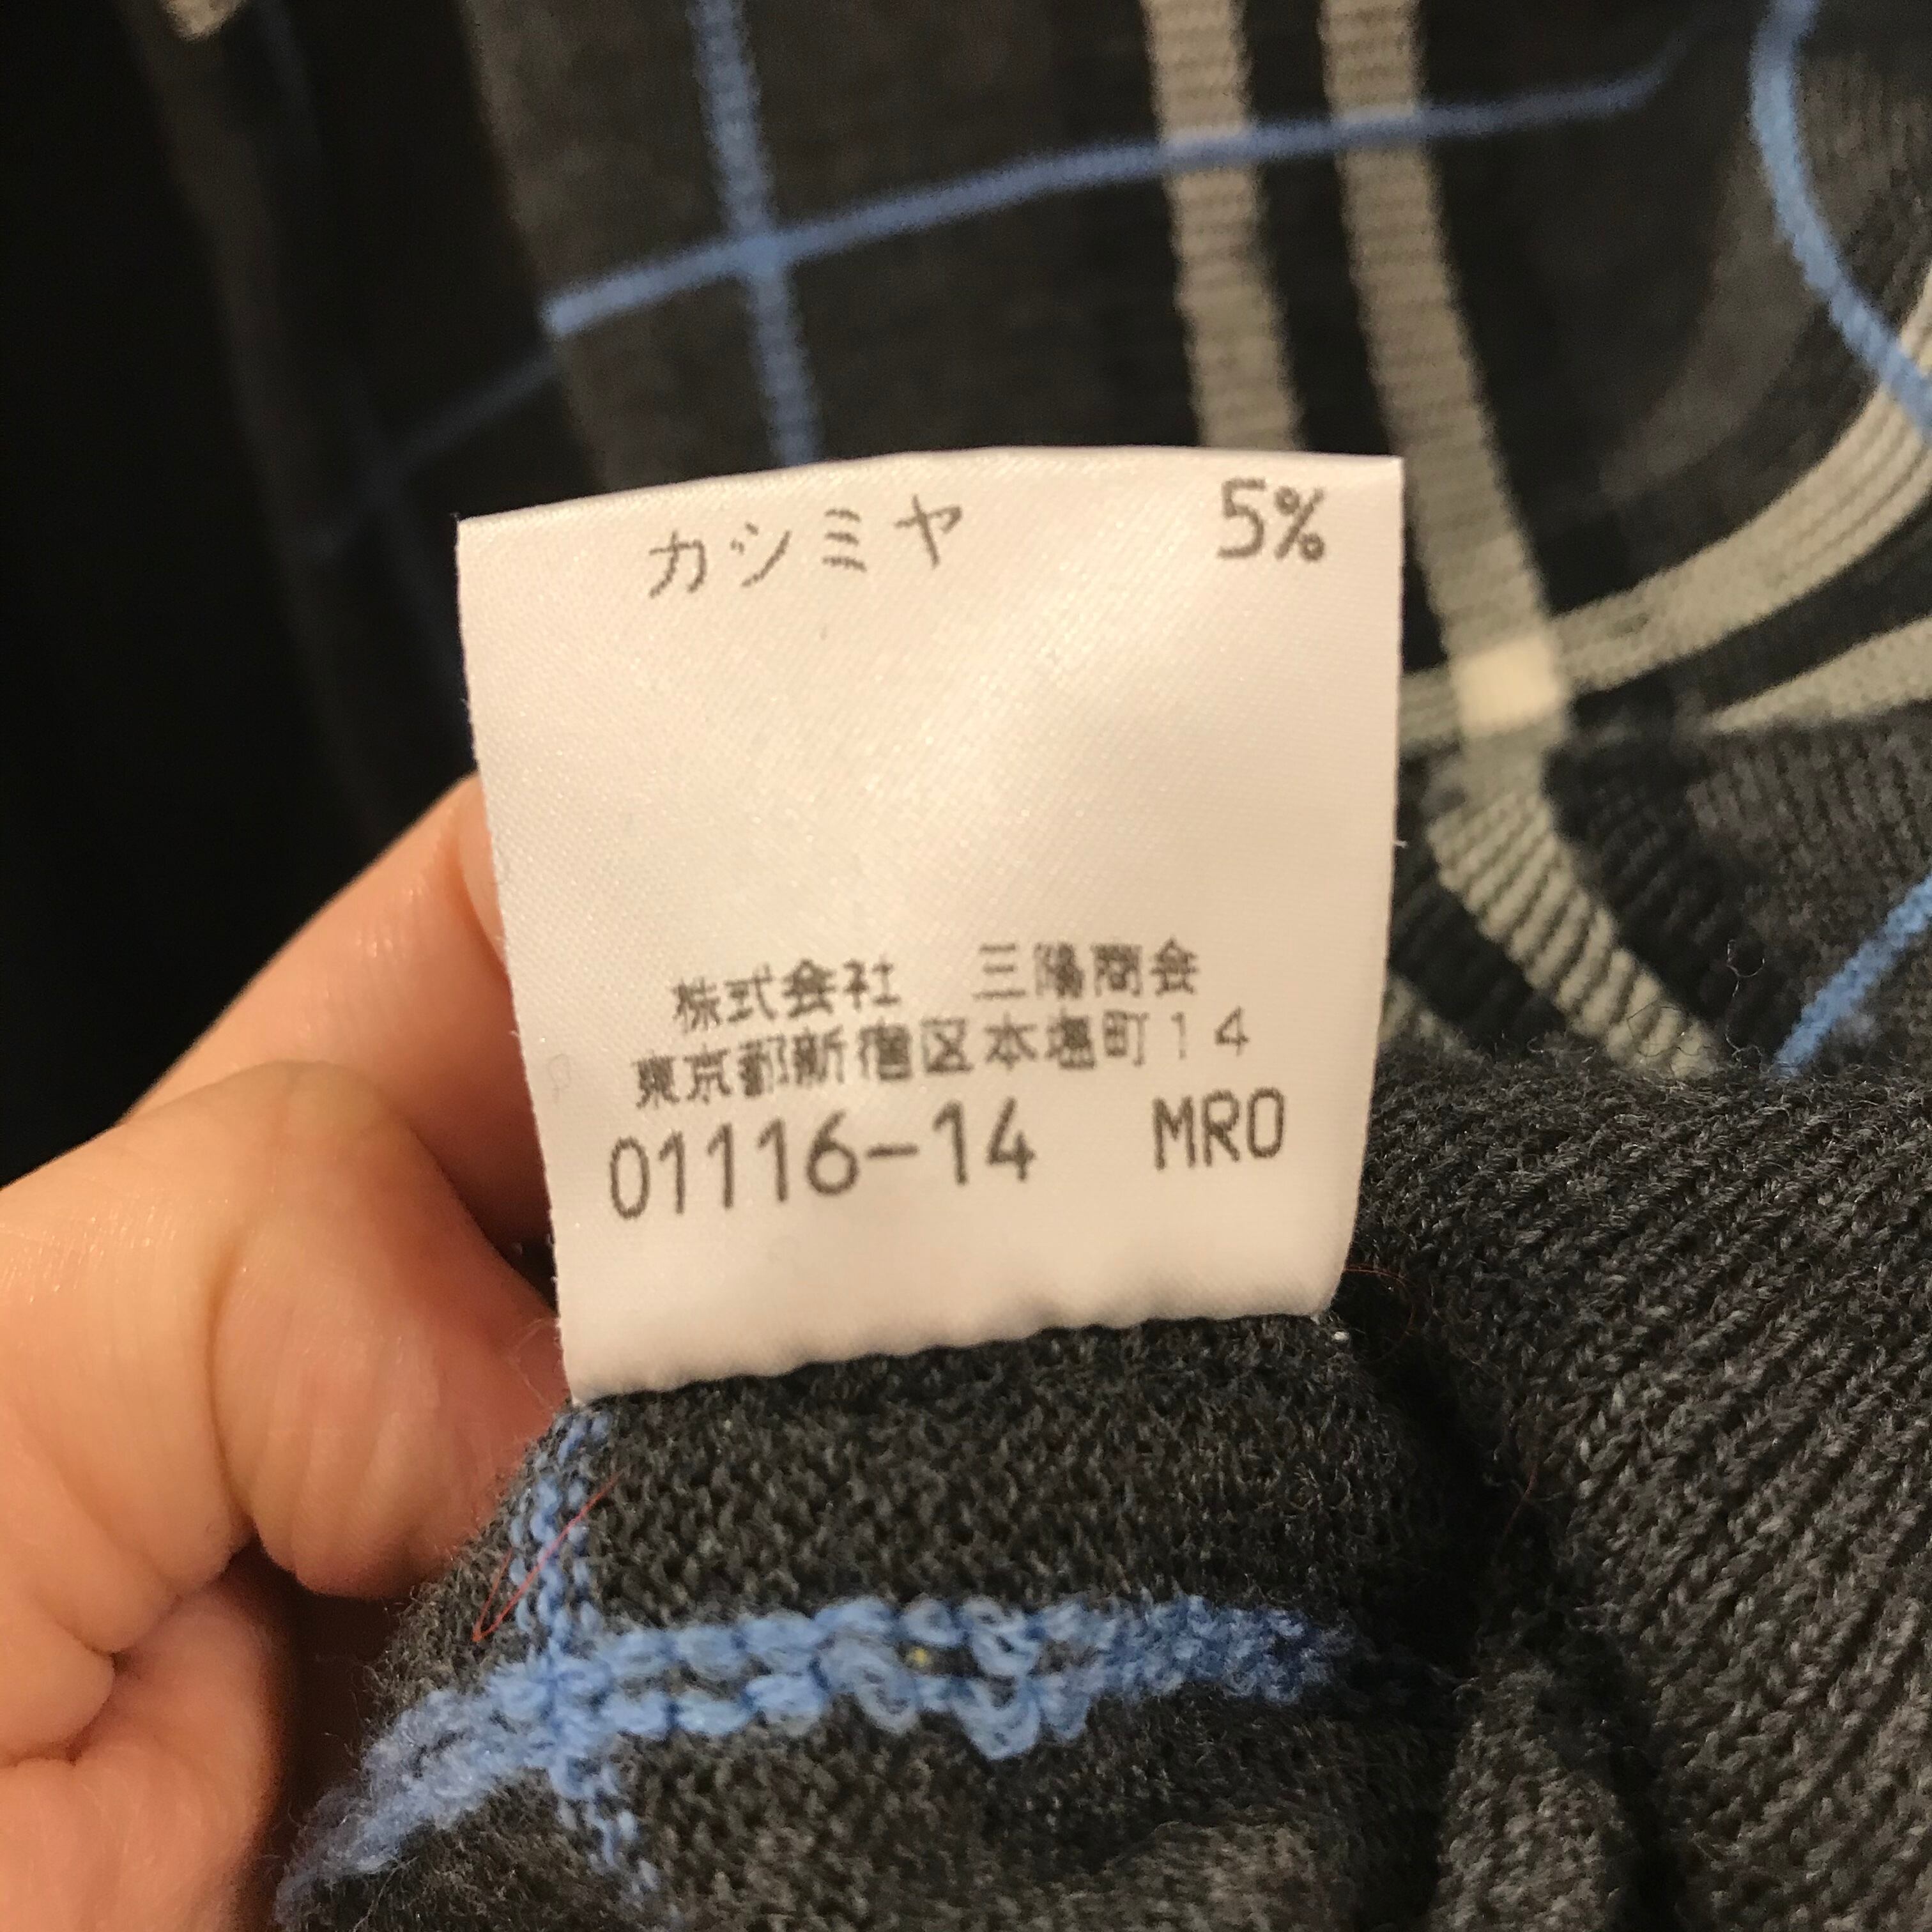 カシミヤ 5%
株式会社 三陽商会
東京都新宿区本塩町14
01116-14 MRO